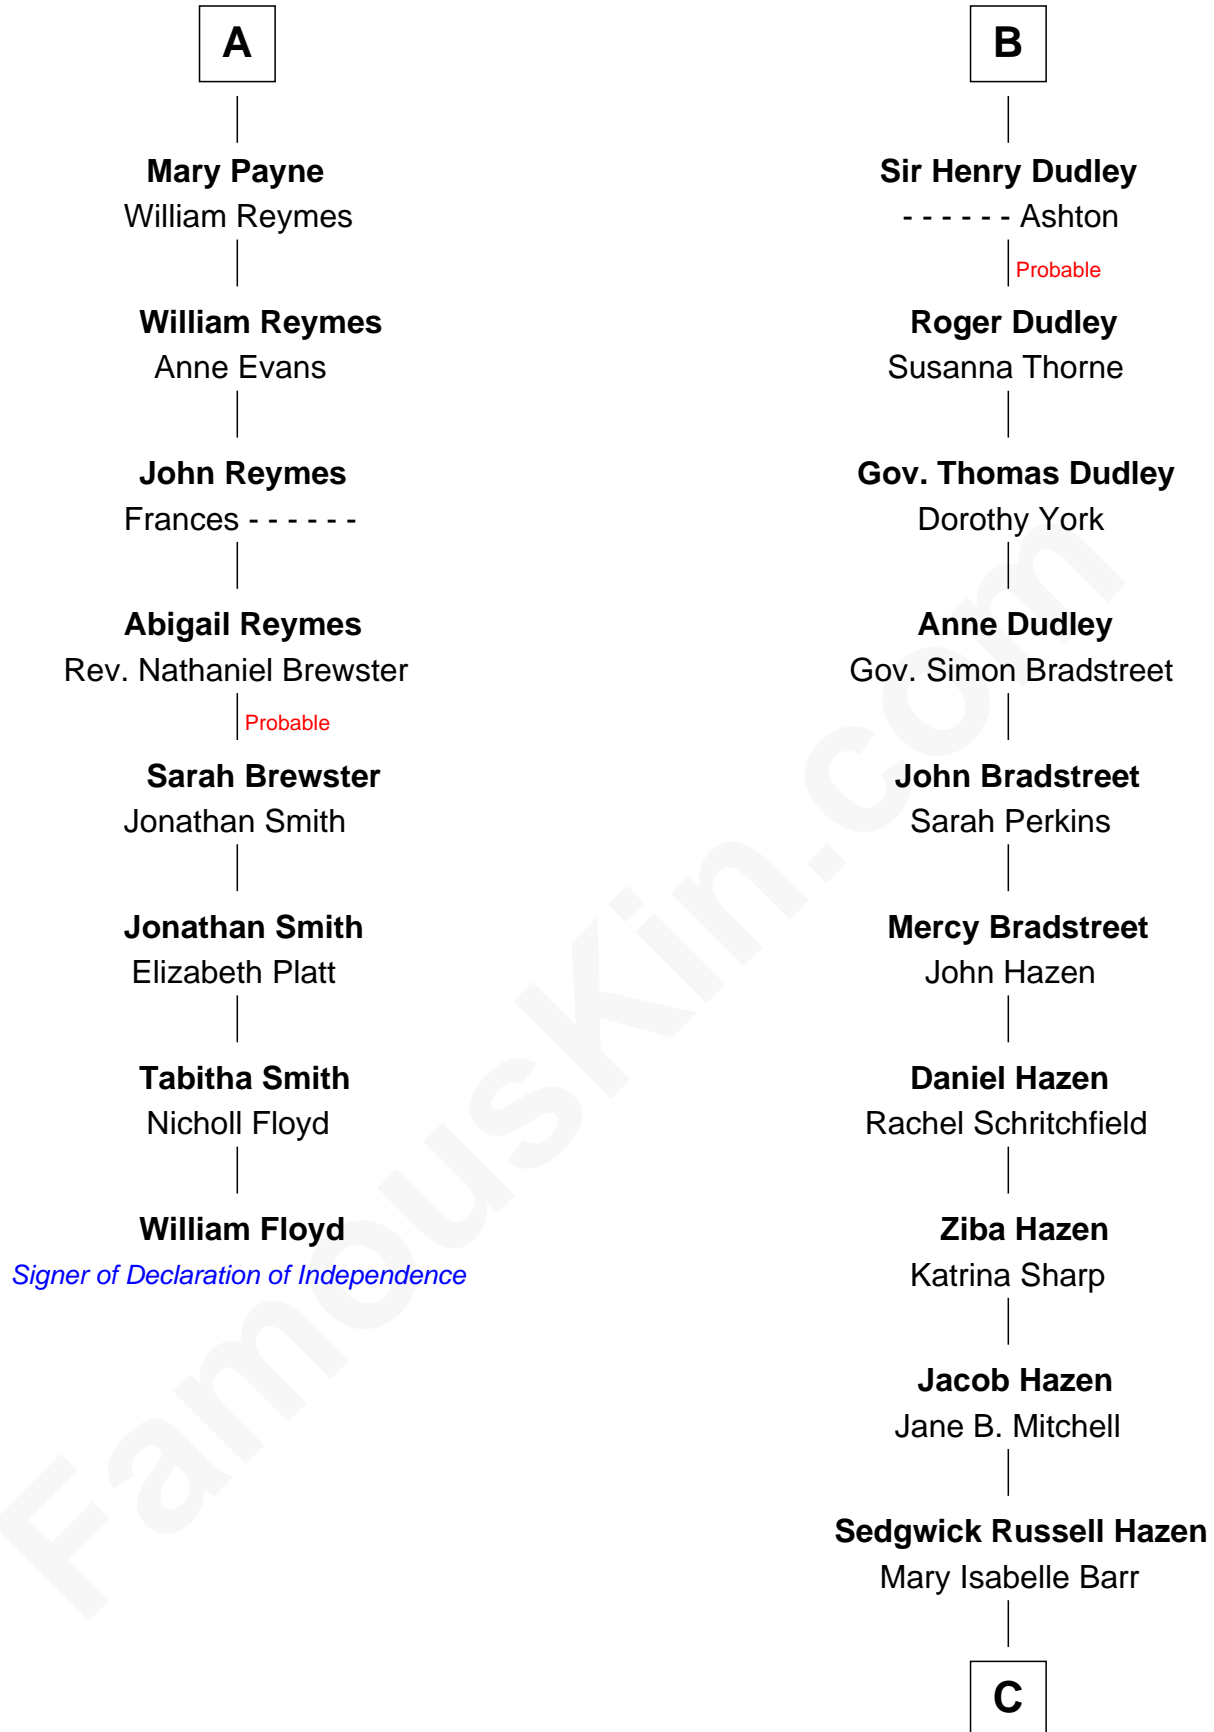 A
Mary Payne
William Reymes
William Reymes
Anne Evans
John Reymes
Frances - - - - - -
Abigail Reymes
Rev. Nathaniel Brewster
Probable
Sarah Brewster
Jonathan Smith
Jonathan Smith
Elizabeth Platt
Tabitha Smith
Nicholl Floyd
William Floyd
Signer of Declaration of Independence
B
Sir Henry Dudley
- - - - - - Ashton
Probable
Roger Dudley
Susanna Thorne
Gov. Thomas Dudley
Dorothy York
Anne Dudley
Gov. Simon Bradstreet
John Bradstreet
Sarah Perkins
Mercy Bradstreet
John Hazen
Daniel Hazen
Rachel Schritchfield
Ziba Hazen
Katrina Sharp
Jacob Hazen
Jane B. Mitchell
Sedgwick Russell Hazen
Mary Isabelle Barr
C
FamousKin.com